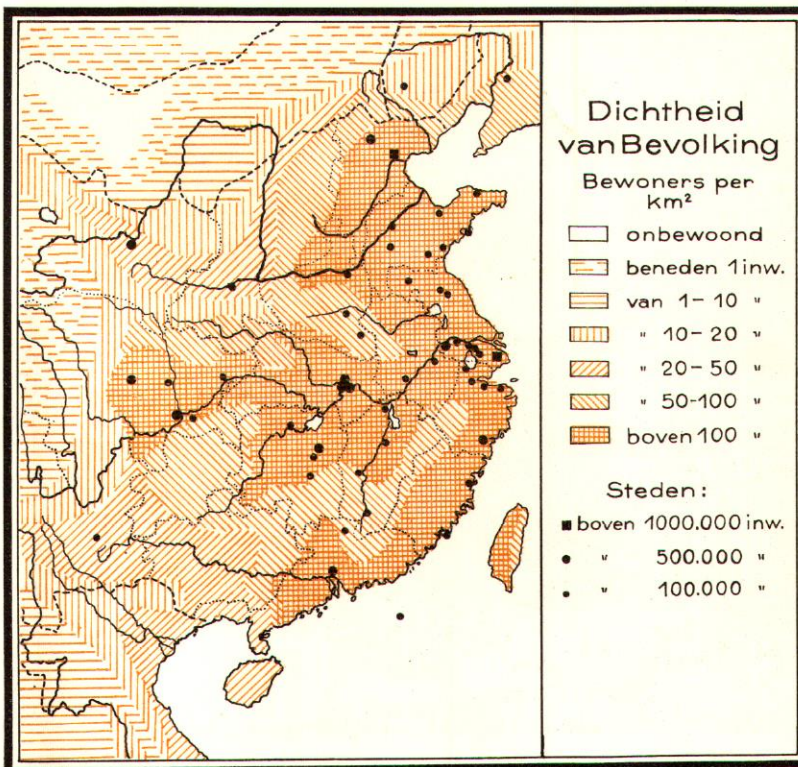 Dichtheid
van Bevolking
Bewoners per
km²
onbewoond
beneden 1 inw.
van 1-10 "
" 10-20 "
" 20-50 "
" 50-100 "
boven 100 "
Steden:
boven 1000.000 inw.
" 500.000 "
" 100.000 "